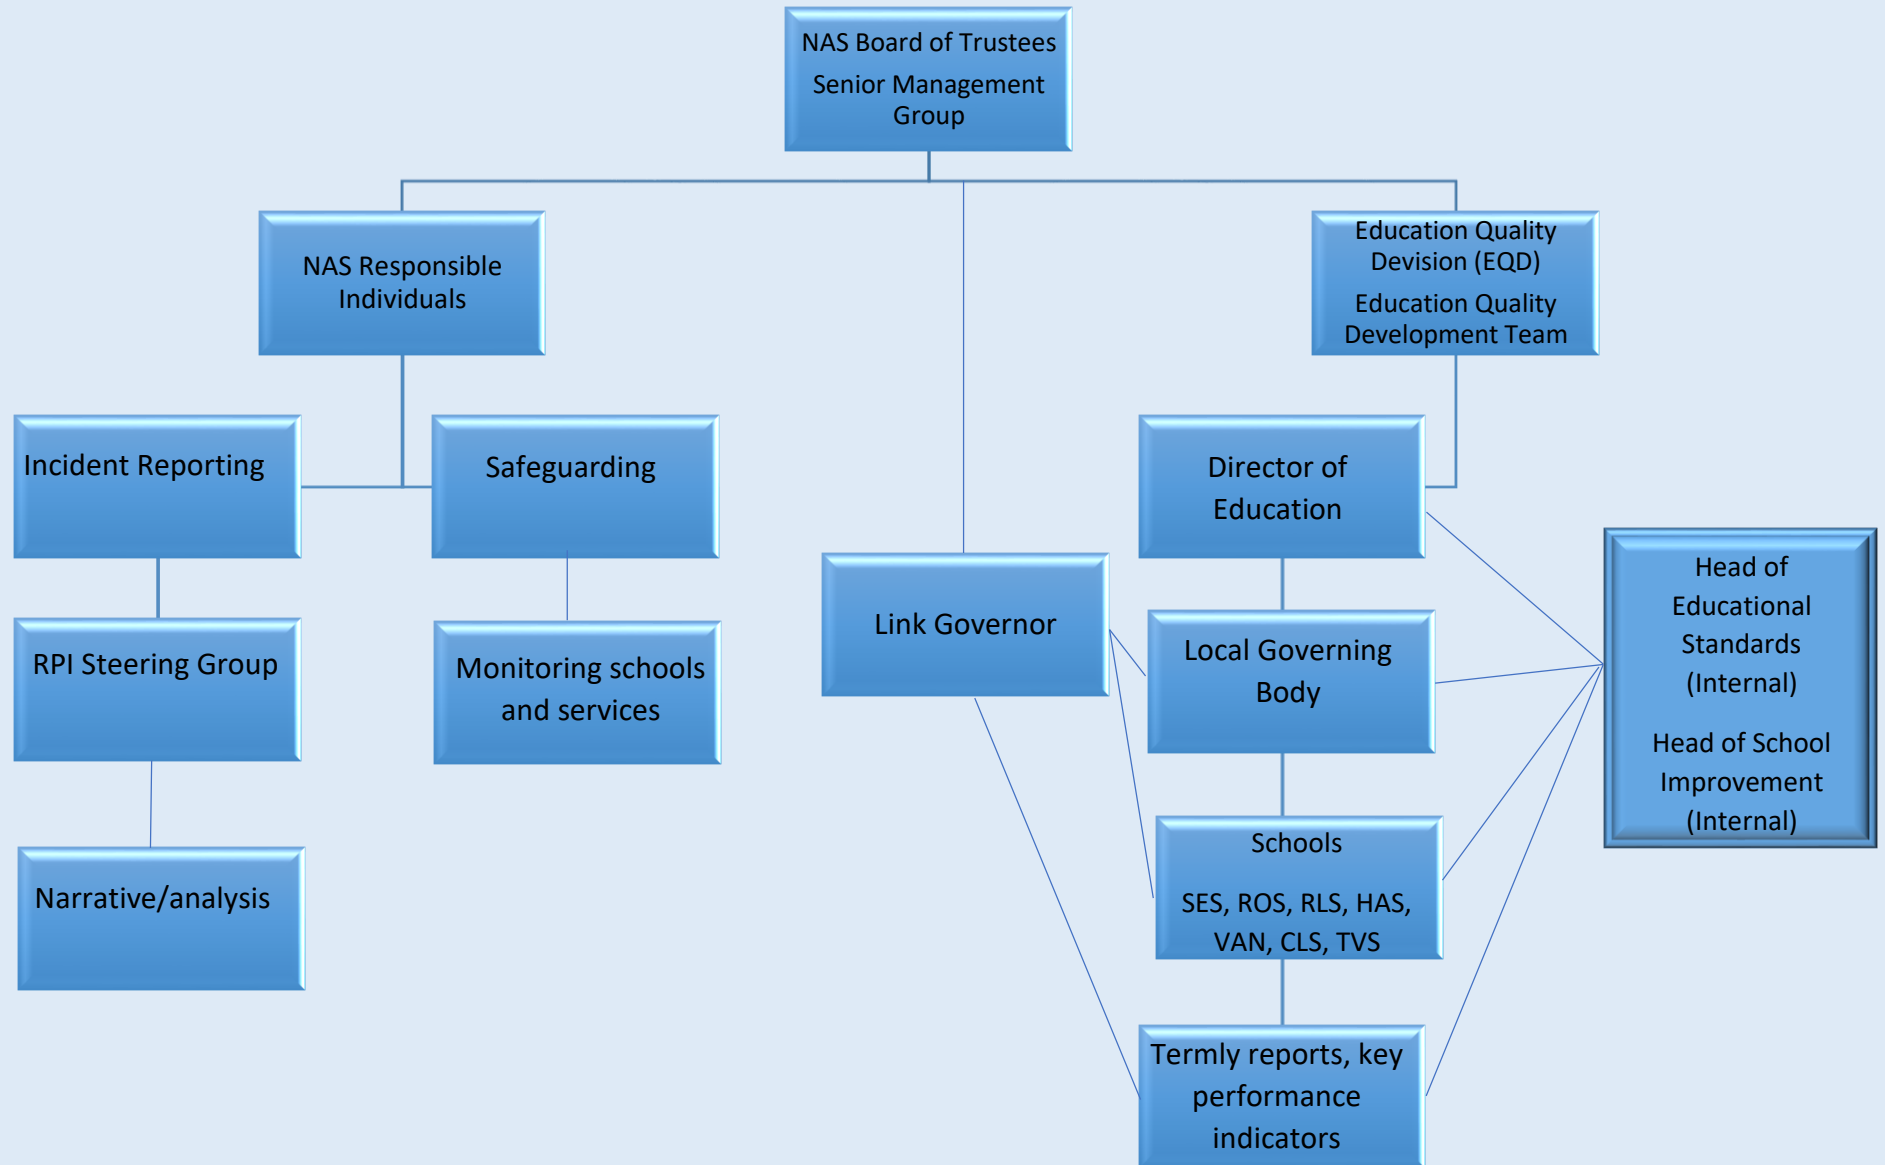 NAS Board of Trustees
Senior Management
Group
NAS Responsible
Individuals
Education Quality
Devision (EQD)
Education Quality
Development Team
Incident Reporting
Safeguarding
Director of
Education
Link Governor
Head of
Educational
Standards
(Internal)
Head of School
Improvement
(Internal)
RPI Steering Group
Monitoring schools
and services
Local Governing
Body
Narrative/analysis
Schools
SES, ROS, RLS, HAS,
VAN, CLS, TVS
Termly reports, key
performance
indicators